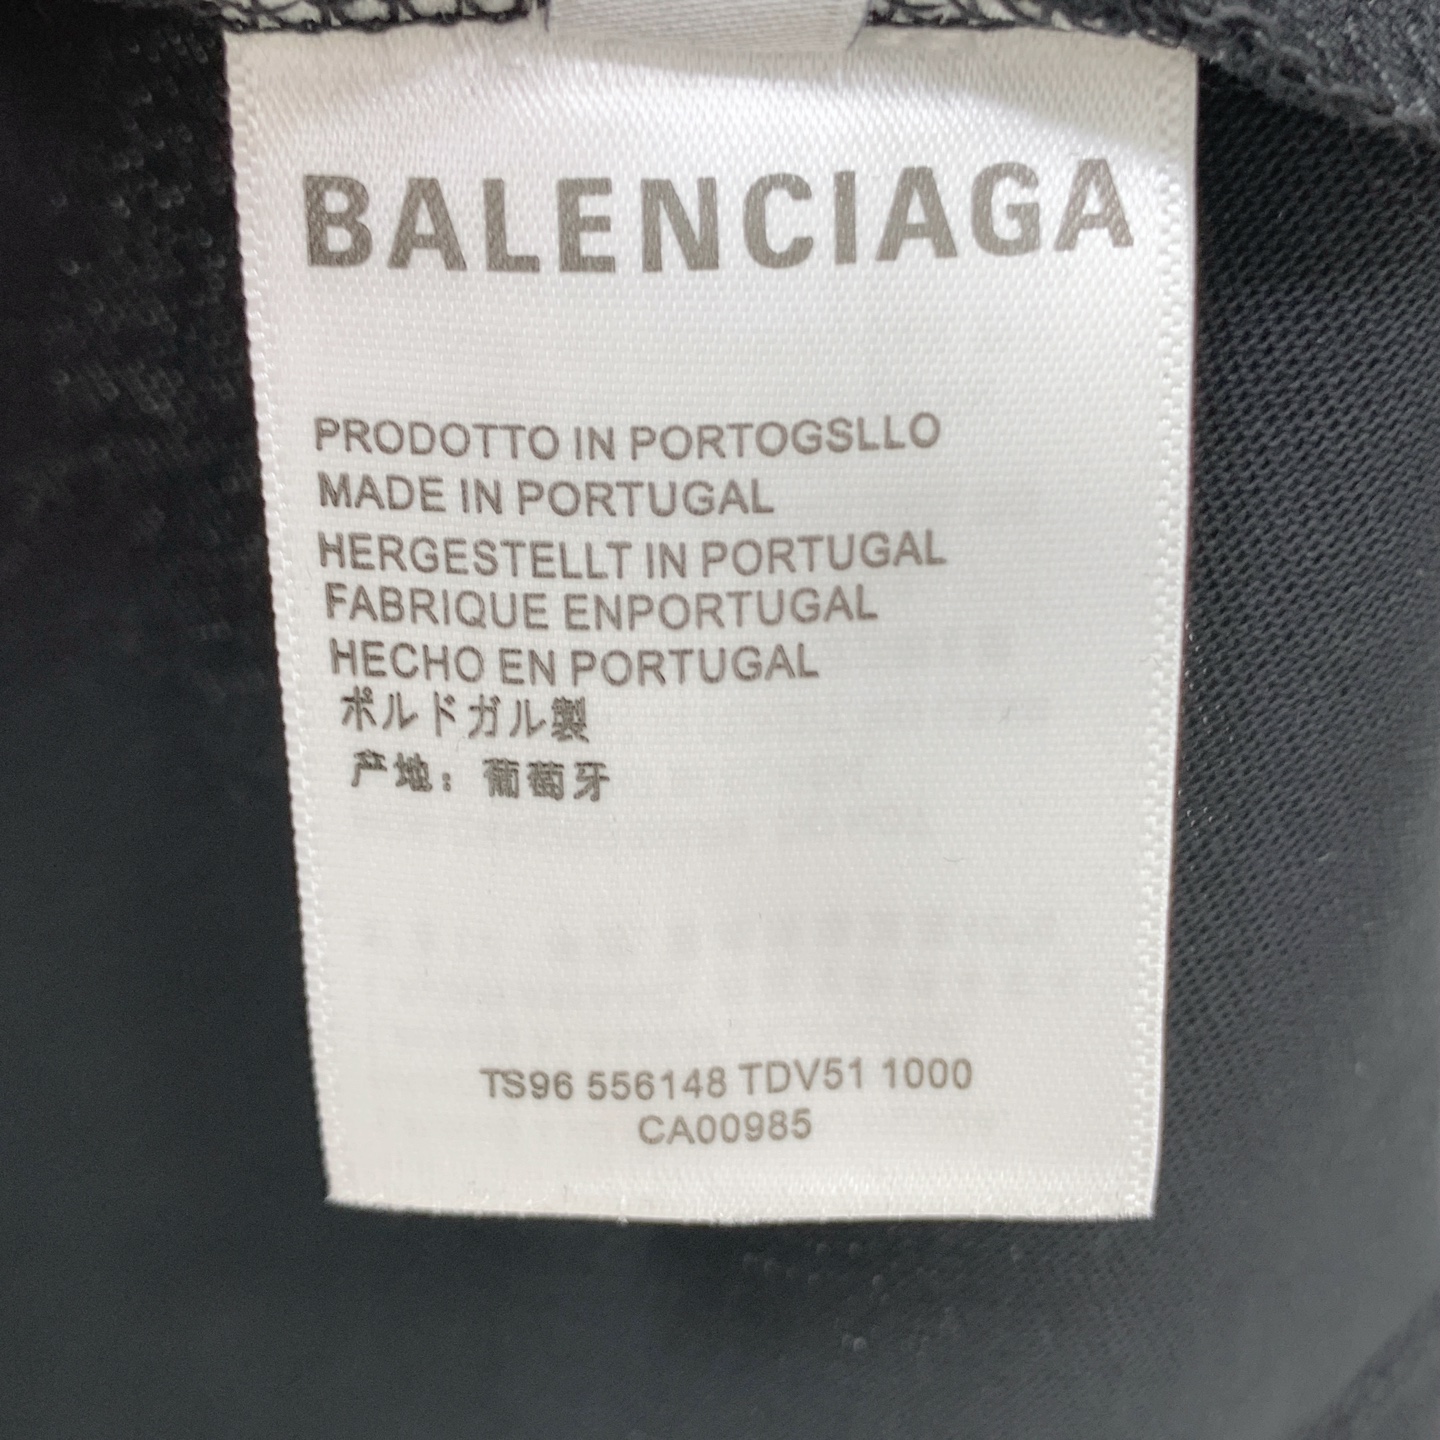 BALENCIAGA
PRODOTTO IN PORTOGSLLO
MADE IN PORTUGAL
HERGESTELLT IN PORTUGAL
FABRIQUE ENPORTUGAL
HECHO EN PORTUGAL
ポルドガル製
产地：葡萄牙
TS96 556148 TDV51 1000
CA00985